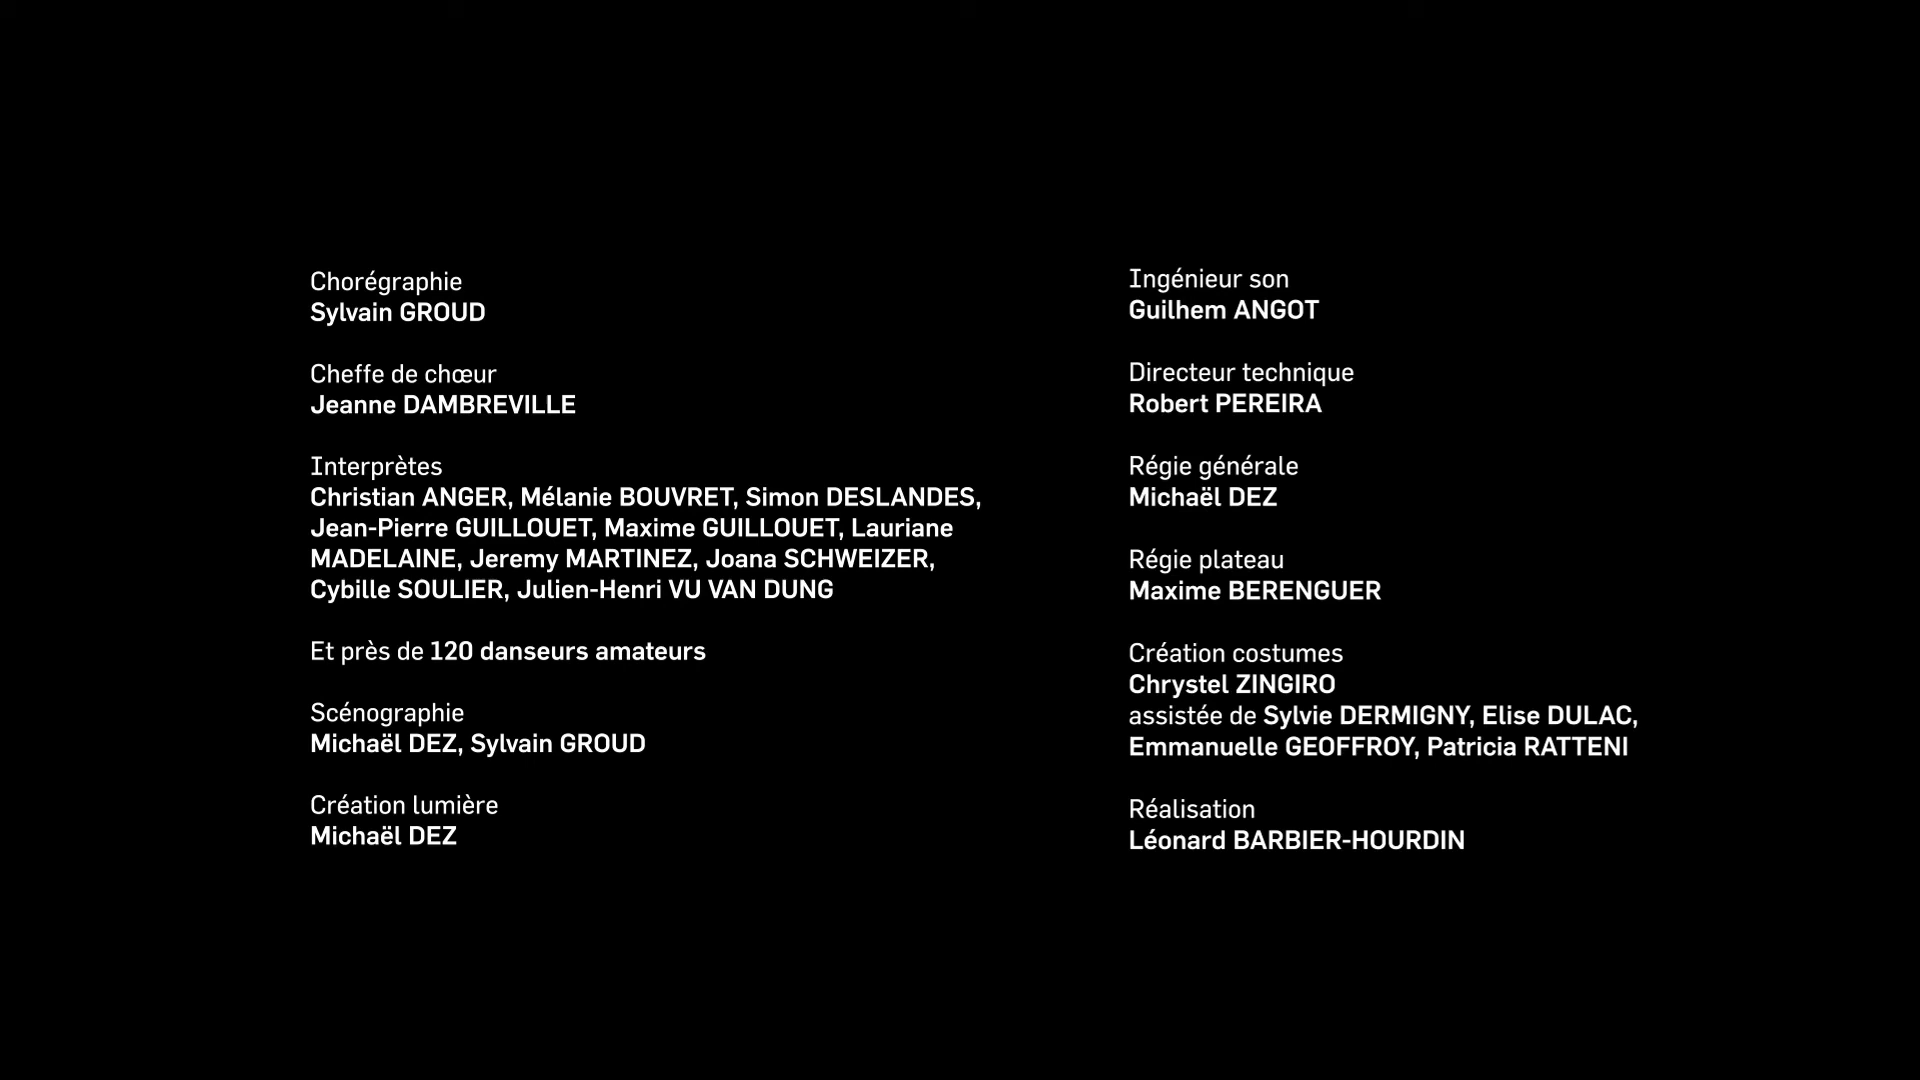 Chorégraphie
Sylvain GROUD
Cheffe de chœur
Jeanne DAMBREVILLE
Interprètes
Christian ANGER, Mélanie BOUVRET, Simon DESLANDES,
Jean-Pierre GUILLOUET, Maxime GUILLOUET, Lauriane
MADELAINE, Jeremy MARTINEZ, Joana SCHWEIZER,
Cybille SOULIER, Julien-Henri VU VAN DUNG
Et près de 120 danseurs amateurs
Scénographie
Michaël DEZ, Sylvain GROUD
Création lumière
Michaël DEZ
Ingénieur son
Guilhem ANGOT
Directeur technique
Robert PEREIRA
Régie générale
Michaël DEZ
Régie plateau
Maxime BERENGUER
Création costumes
Chrystel ZINGIRO
assistée de Sylvie DERMIGNY, Elise DULAC,
Emmanuelle GEOFFROY, Patricia RATTENI
Réalisation
Léonard BARBIER-HOURDIN